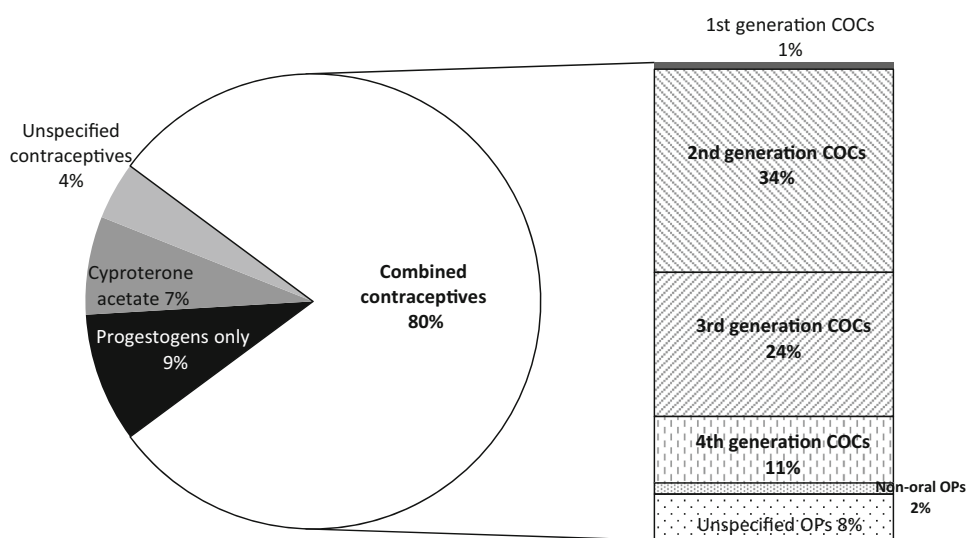 Unspecified
contraceptives
4%
Cyproterone
acetate 7%
Progestogens only
9%
Combined
contraceptives
80%
1st generation COCs
1%
2nd generation COCs
34%
3rd generation COCs
24%
4th generation COCs
11%
Non-oral OPs
2%
Unspecified OPs 8%